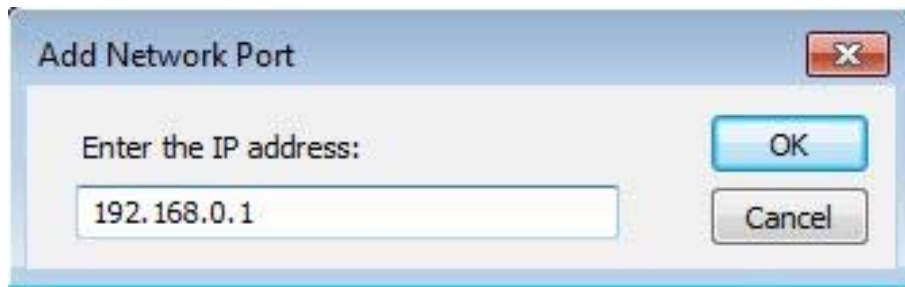 Add Network Port
Enter the IP address:
OK
192.168.0.1
Cancel